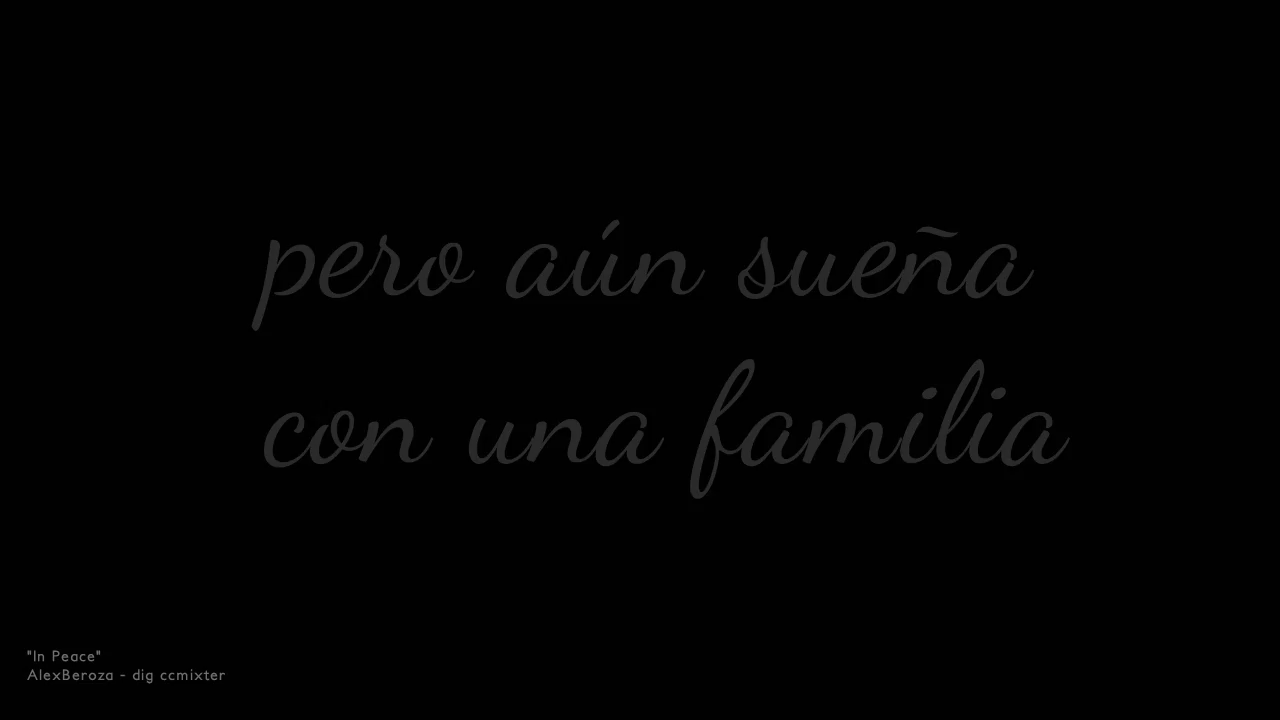 pero aún sueña
con una familia
"In Peace"
AlexBeroza - dig ccmixter